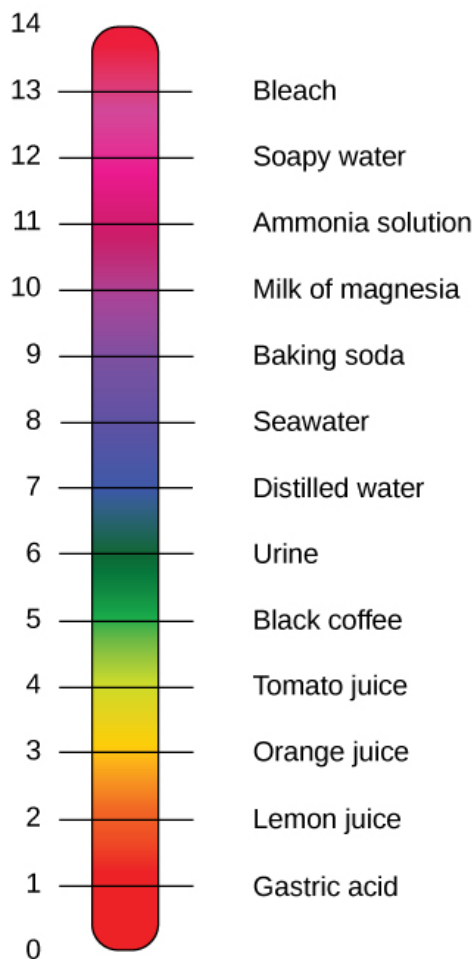 14
13 Bleach
12 Soapy water
11 Ammonia solution
10 Milk of magnesia
9 Baking soda
8 Seawater
7 Distilled water
6 Urine
5 Black coffee
4 Tomato juice
3 Orange juice
2 Lemon juice
1 Gastric acid
0